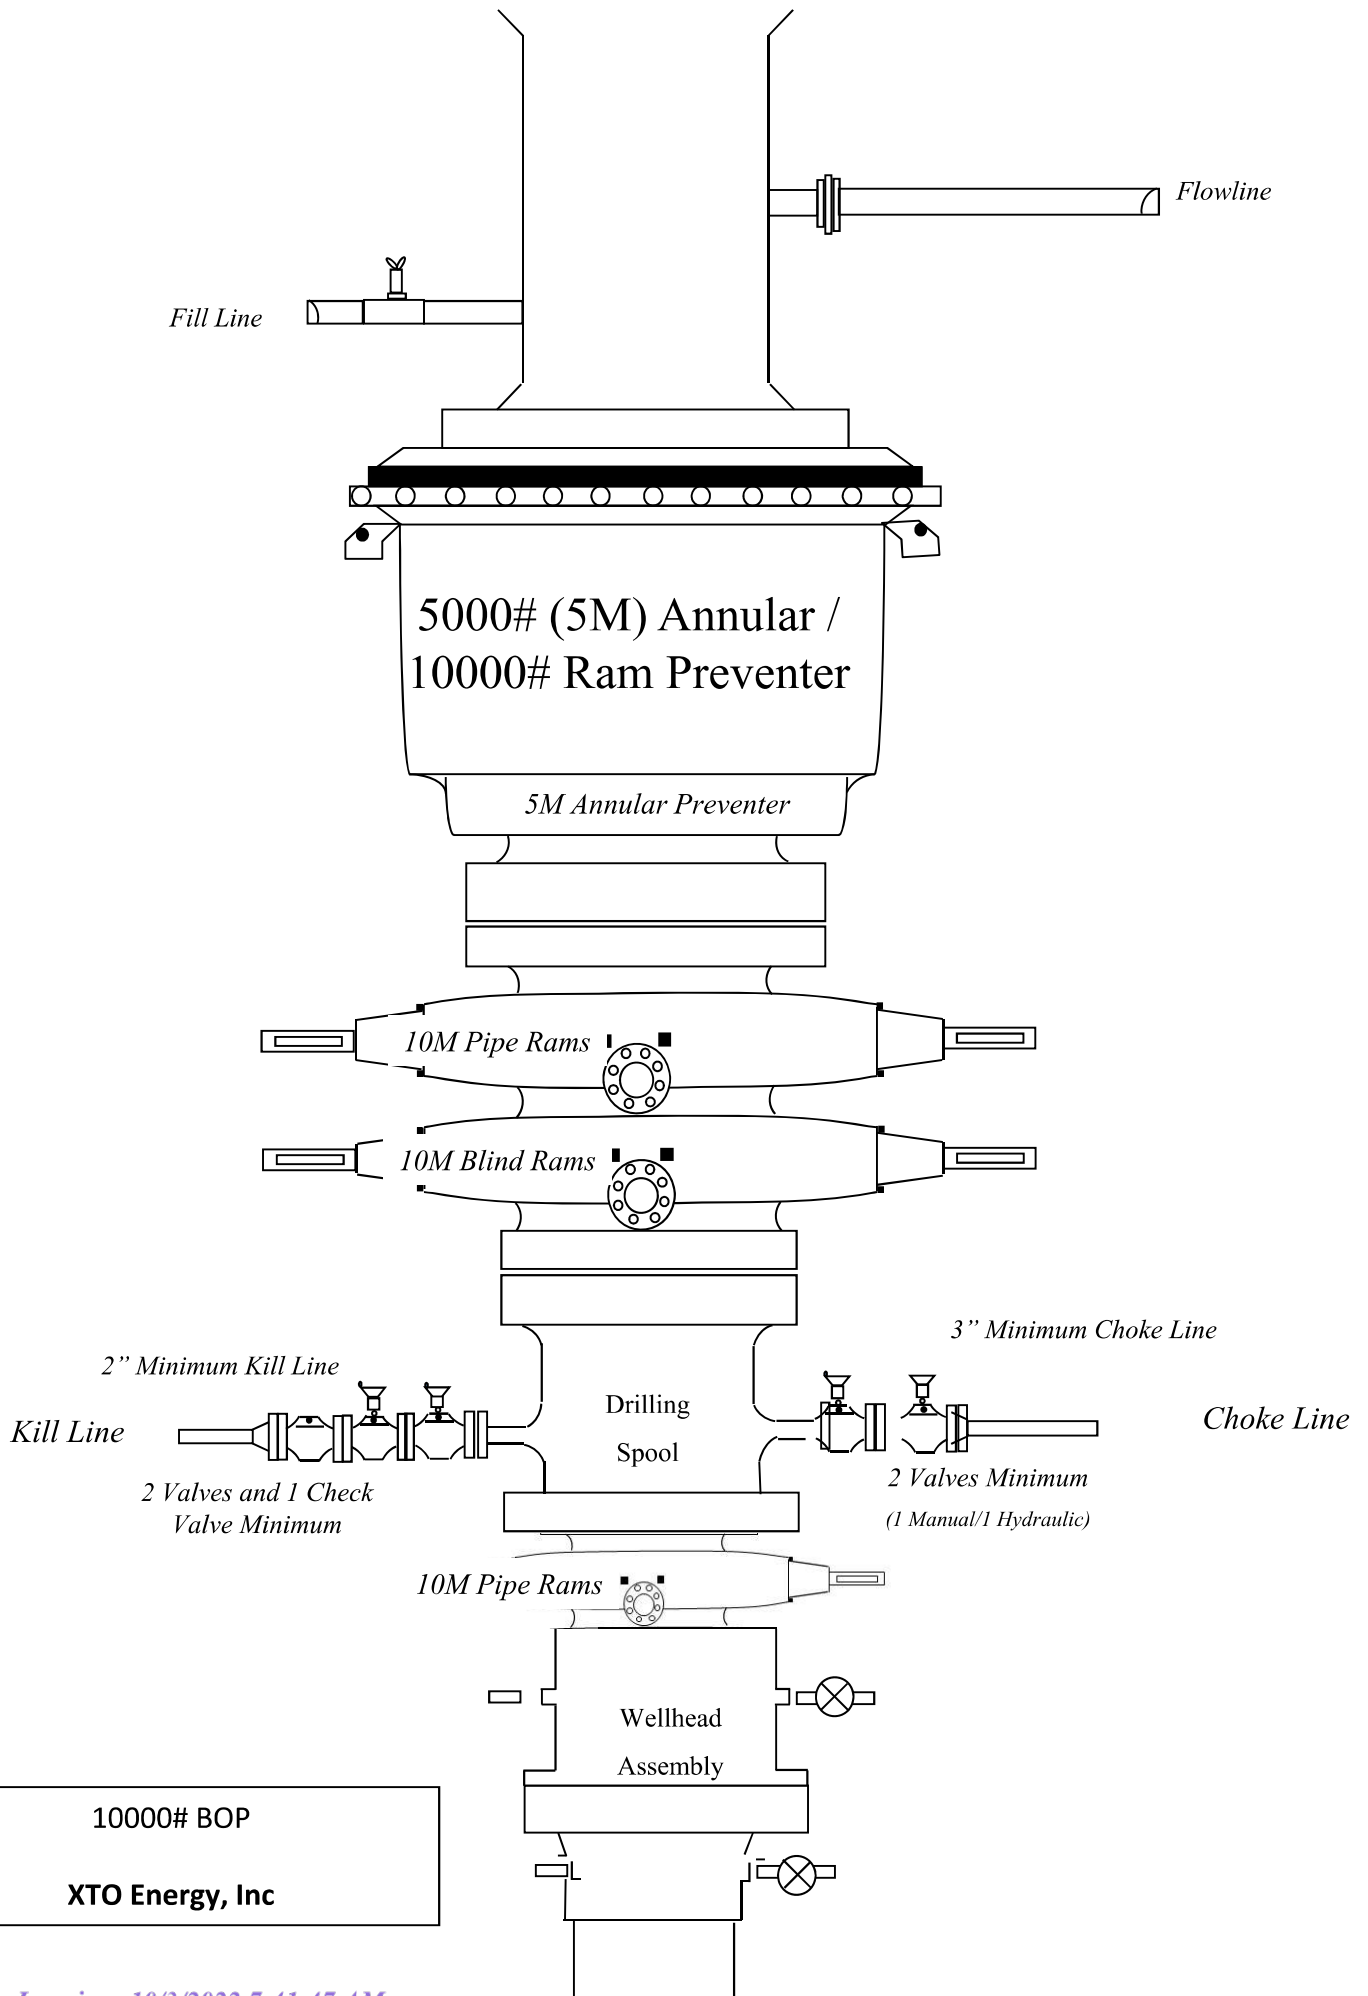 Flowline
Fill Line
5000# (5M) Annular /
10000# Ram Preventer
5M Annular Preventer
10M Pipe Rams
10M Blind Rams
3” Minimum Choke Line
2” Minimum Kill Line
Drilling
Spool
Kill Line
Choke Line
2 Valves and 1 Check
Valve Minimum
2 Valves Minimum
(1 Manual/1 Hydraulic)
10M Pipe Rams
Wellhead
Assembly
10000# BOP
XTO Energy, Inc